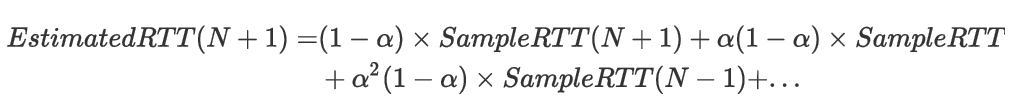 EstimatedRTT(N + 1) =(1 − α) × SampleRTT(N + 1) + α(1 − α) × SampleRTT
+ α²(1 − α) × SampleRTT(N − 1)+...